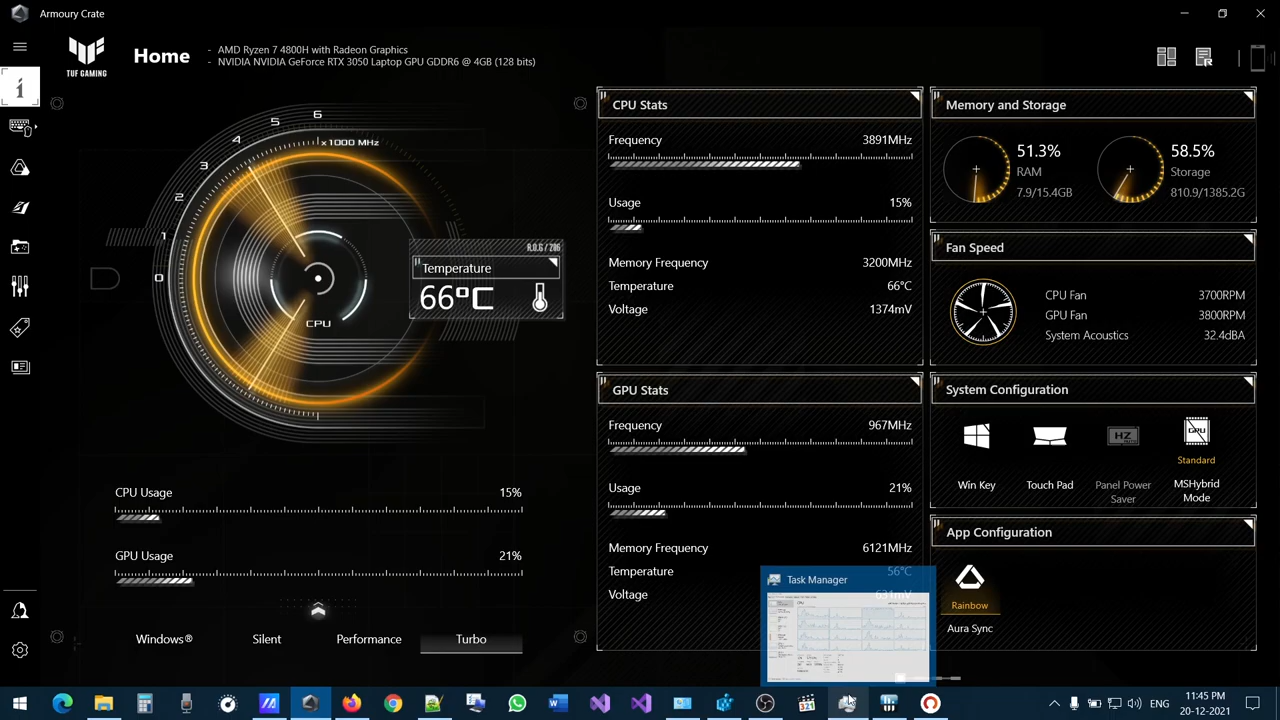 Armoury Crate
TUF GAMING
Home
- AMD Ryzen 7 4800H with Radeon Graphics
- NVIDIA NVIDIA GeForce RTX 3050 Laptop GPU GDDR6 @ 4GB (128 bits)
6
5
4
3
2
1
0
x 1000 MHz
CPU
R.O.G / 286
Temperature
66°C
CPU Usage 15%
GPU Usage 21%
Windows® Silent Performance Turbo
CPU Stats
Frequency 3891MHz
Usage 15%
Memory Frequency 3200MHz
Temperature 66°C
Voltage 1374mV
GPU Stats
Frequency 967MHz
Usage 21%
Memory Frequency 6121MHz
Temperature 56°C
Voltage 631mV
Memory and Storage
51.3%
RAM
7.9/15.4GB
58.5%
Storage
810.9/1385.2G
Fan Speed
CPU Fan 3700RPM
GPU Fan 3800RPM
System Acoustics 32.4dBA
System Configuration
GPU
Standard
Win Key
Touch Pad
Panel Power
Saver
MSHybrid
Mode
App Configuration
Rainbow
Aura Sync
Task Manager
CPU
321
ENG
11:45 PM
20-12-2021